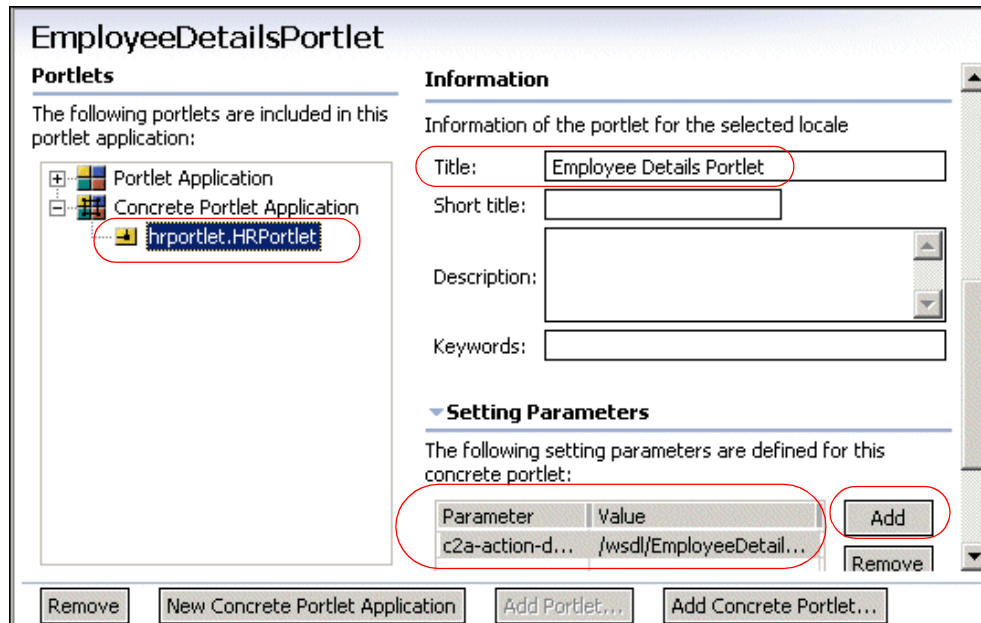 EmployeeDetailsPortlet
Portlets
The following portlets are included in this
portlet application:
Portlet Application
Concrete Portlet Application
hrportlet.HRPortlet
Information
Information of the portlet for the selected locale
Title: Employee Details Portlet
Short title:
Description:
Keywords:
Setting Parameters
The following setting parameters are defined for this
concrete portlet:
Parameter Value
c2a-action-d... /wsdl/EmployeeDetail...
Add
Remove
Remove New Concrete Portlet Application Add Portlet... Add Concrete Portlet...